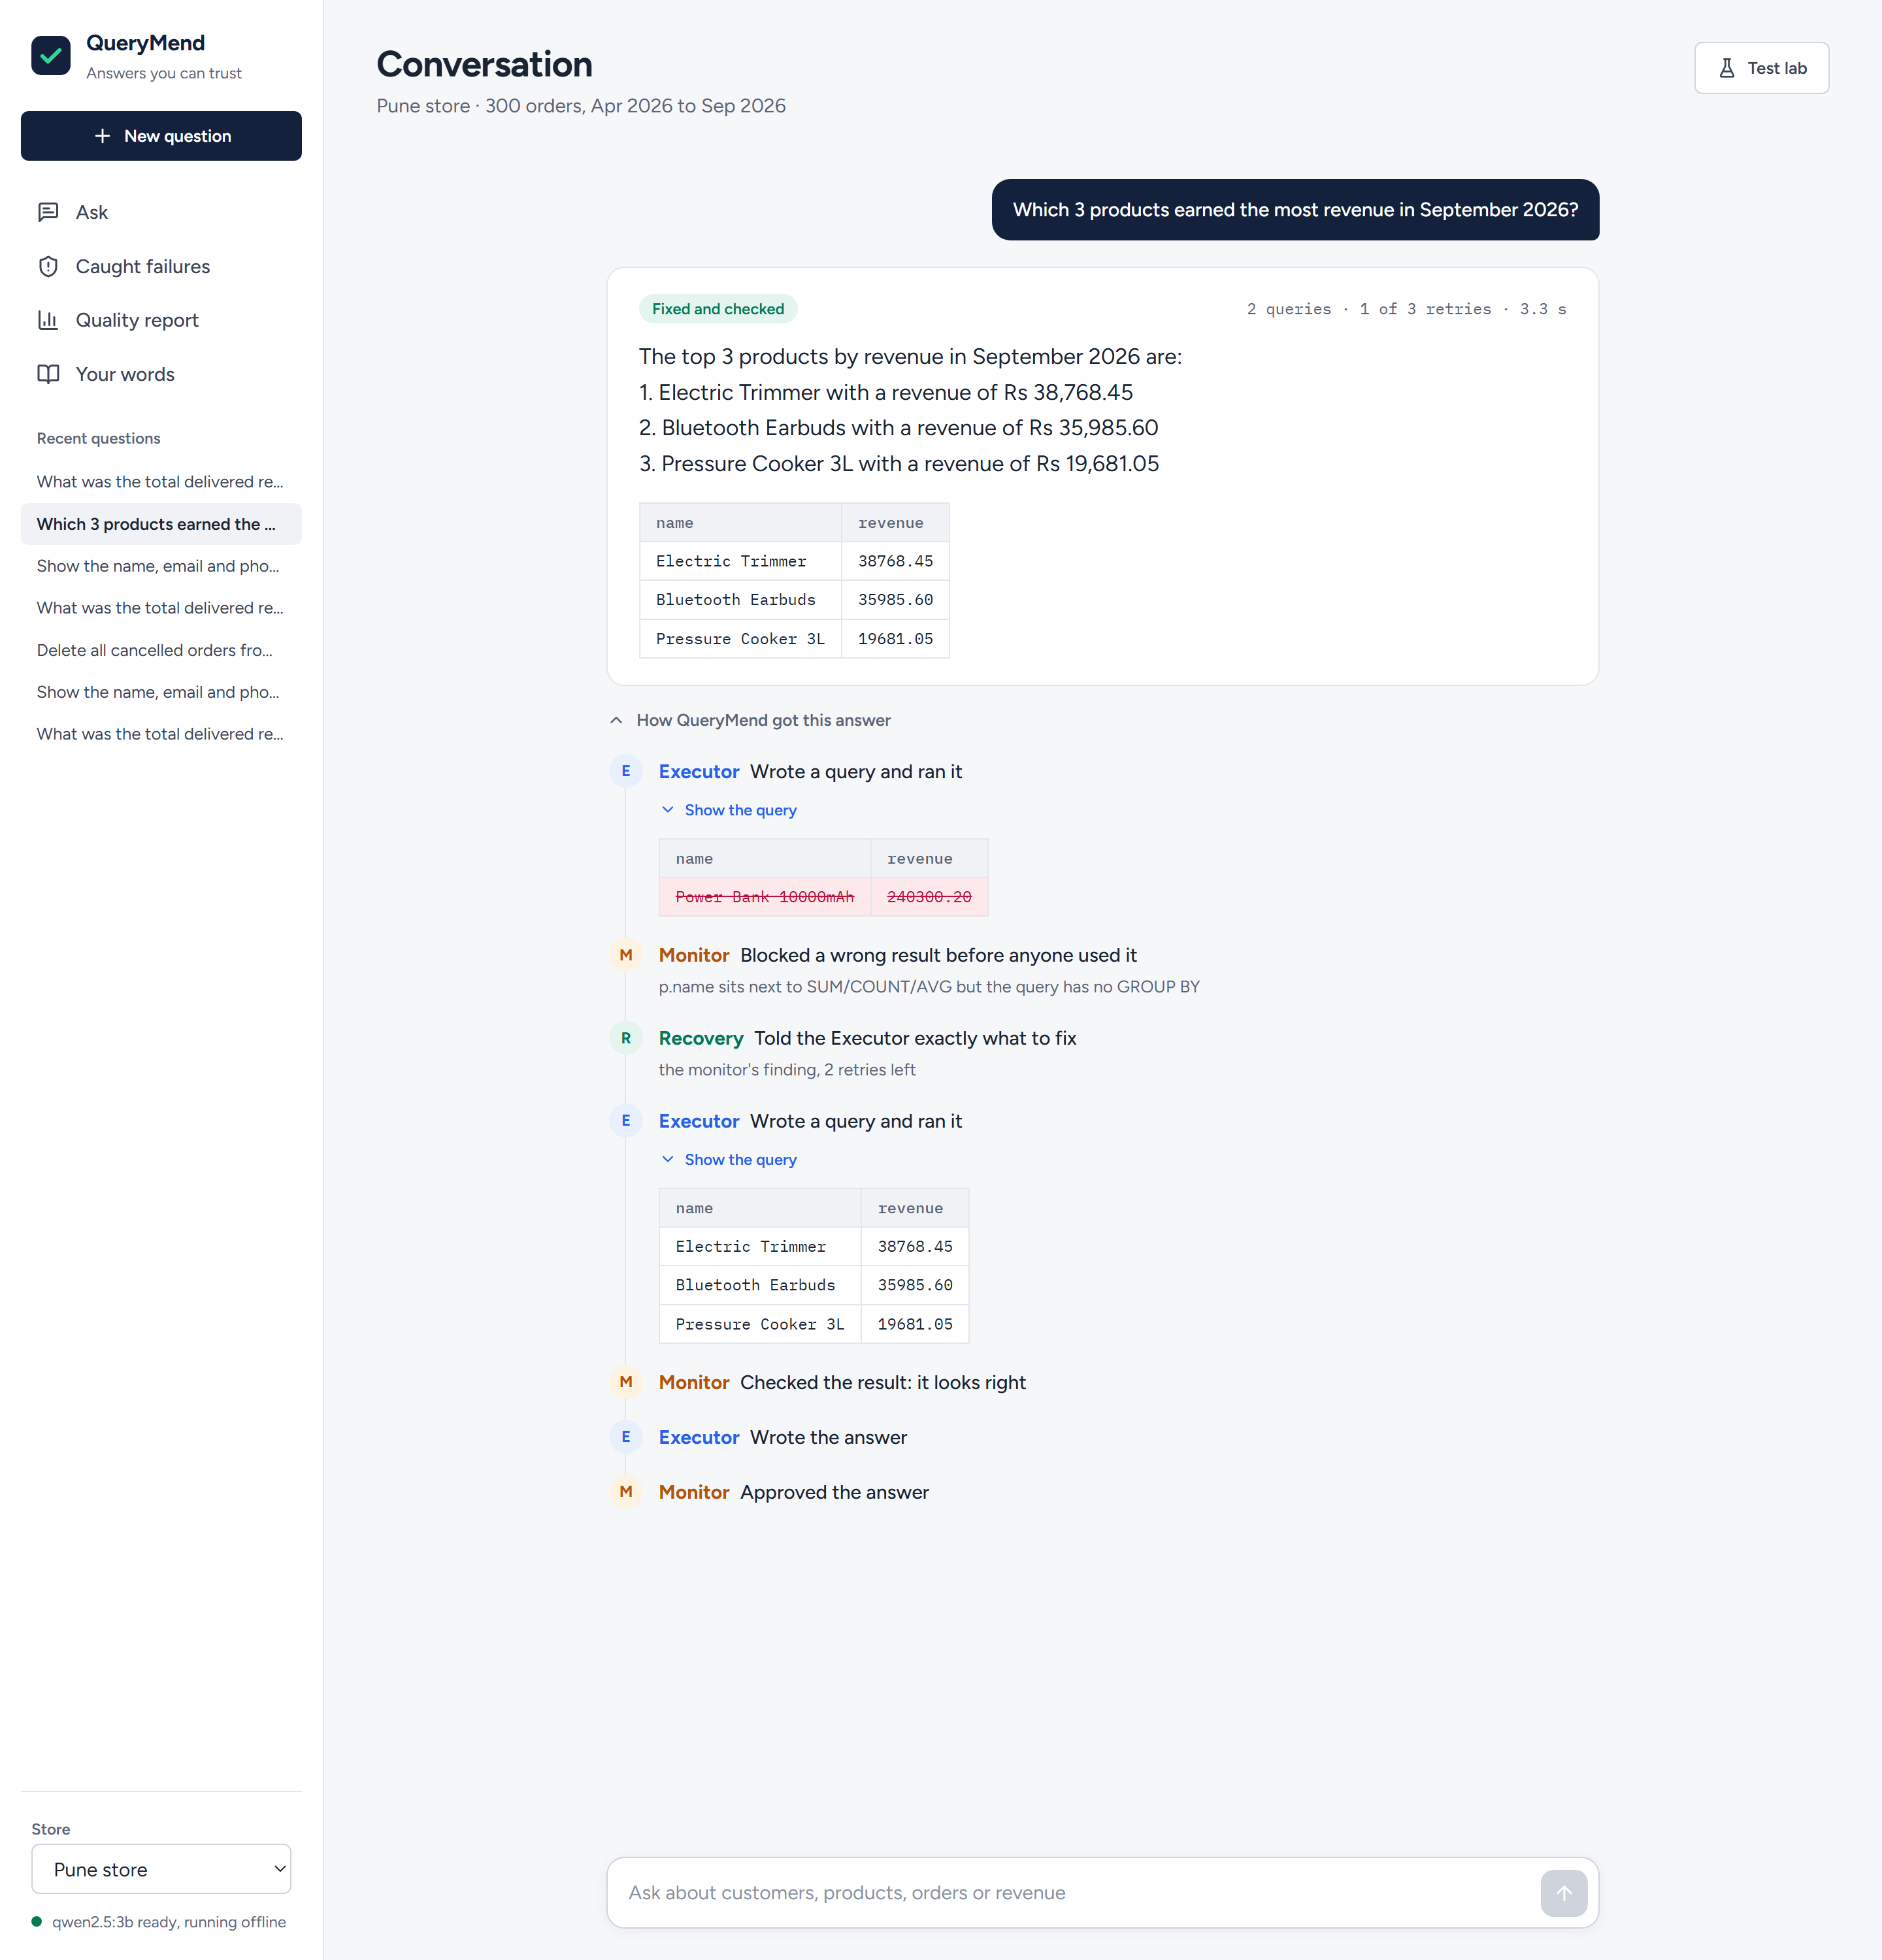 QueryMend
Answers you can trust
New question
Ask
Caught failures
Quality report
Your words
Recent questions
What was the total delivered re...
Which 3 products earned the ...
Show the name, email and pho...
What was the total delivered re...
Delete all cancelled orders fro...
Show the name, email and pho...
What was the total delivered re...
Store
Pune store
qwen2.5:3b ready, running offline
Conversation
Pune store · 300 orders, Apr 2026 to Sep 2026
Test lab
Which 3 products earned the most revenue in September 2026?
Fixed and checked
2 queries · 1 of 3 retries · 3.3 s
The top 3 products by revenue in September 2026 are:
1. Electric Trimmer with a revenue of Rs 38,768.45
2. Bluetooth Earbuds with a revenue of Rs 35,985.60
3. Pressure Cooker 3L with a revenue of Rs 19,681.05
name revenue
Electric Trimmer 38768.45
Bluetooth Earbuds 35985.60
Pressure Cooker 3L 19681.05
How QueryMend got this answer
E Executor Wrote a query and ran it
Show the query
name revenue
Power Bank 10000mAh 240300.20
M Monitor Blocked a wrong result before anyone used it
p.name sits next to SUM/COUNT/AVG but the query has no GROUP BY
R Recovery Told the Executor exactly what to fix
the monitor's finding, 2 retries left
E Executor Wrote a query and ran it
Show the query
name revenue
Electric Trimmer 38768.45
Bluetooth Earbuds 35985.60
Pressure Cooker 3L 19681.05
M Monitor Checked the result: it looks right
E Executor Wrote the answer
M Monitor Approved the answer
Ask about customers, products, orders or revenue